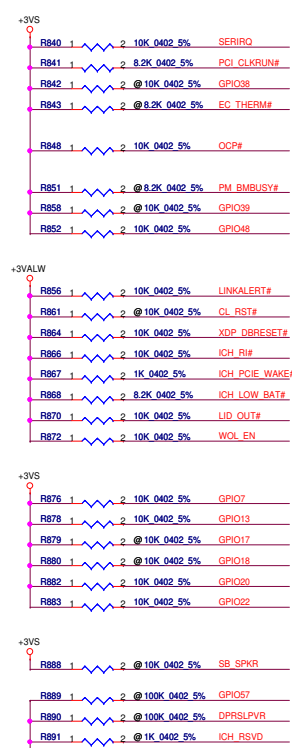 +3VS
R840 1 2 10K_0402_5% SERIRQ
R841 1 2 8.2K_0402_5% PCI_CLKRUN#
R842 1 2 @10K_0402_5% GPIO38
R843 1 2 @8.2K_0402_5% EC_THERM#
R848 1 2 10K_0402_5% OCP#
R851 1 2 @8.2K_0402_5% PM_BMBUSY#
R858 1 2 @10K_0402_5% GPIO39
R852 1 2 10K_0402_5% GPIO48
+3VALW
R856 1 2 10K_0402_5% LINKALERT#
R861 1 2 @10K_0402_5% CL_RST#
R864 1 2 10K_0402_5% XDP_DBRESET#
R866 1 2 10K_0402_5% ICH_RI#
R867 1 2 1K_0402_5% ICH_PCIE_WAKE#
R868 1 2 8.2K_0402_5% ICH_LOW_BAT#
R870 1 2 10K_0402_5% LID_OUT#
R872 1 2 10K_0402_5% WOL_EN
+3VS
R876 1 2 10K_0402_5% GPIO7
R878 1 2 10K_0402_5% GPIO13
R879 1 2 @10K_0402_5% GPIO17
R880 1 2 @10K_0402_5% GPIO18
R882 1 2 10K_0402_5% GPIO20
R883 1 2 10K_0402_5% GPIO22
+3VS
R888 1 2 @10K_0402_5% SB_SPKR
R889 1 2 @100K_0402_5% GPIO57
R890 1 2 @100K_0402_5% DPRSLPVR
R891 1 2 @1K_0402_5% ICH_RSVD